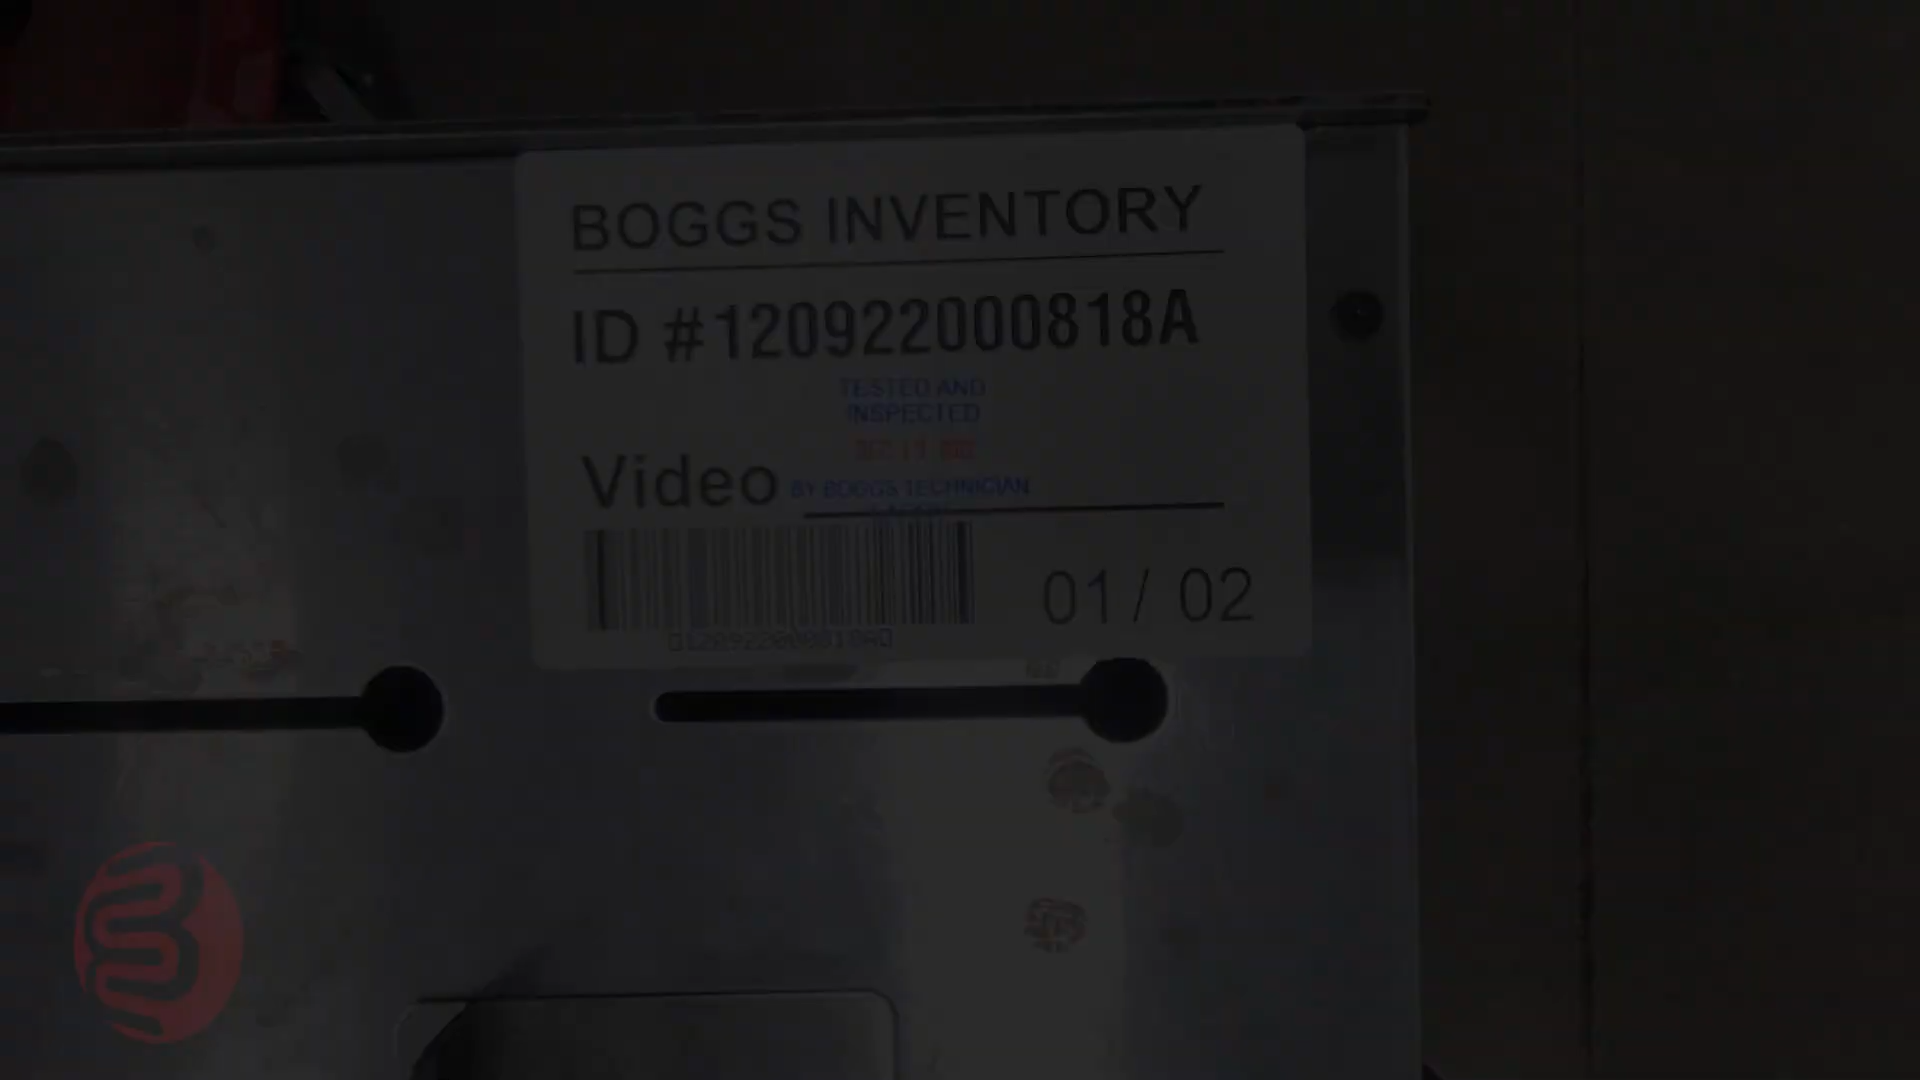 BOGGS INVENTORY
ID #120922000818A
TESTED AND
INSPECTED
Video
BY BOGGS TECHNICIAN
01 / 02